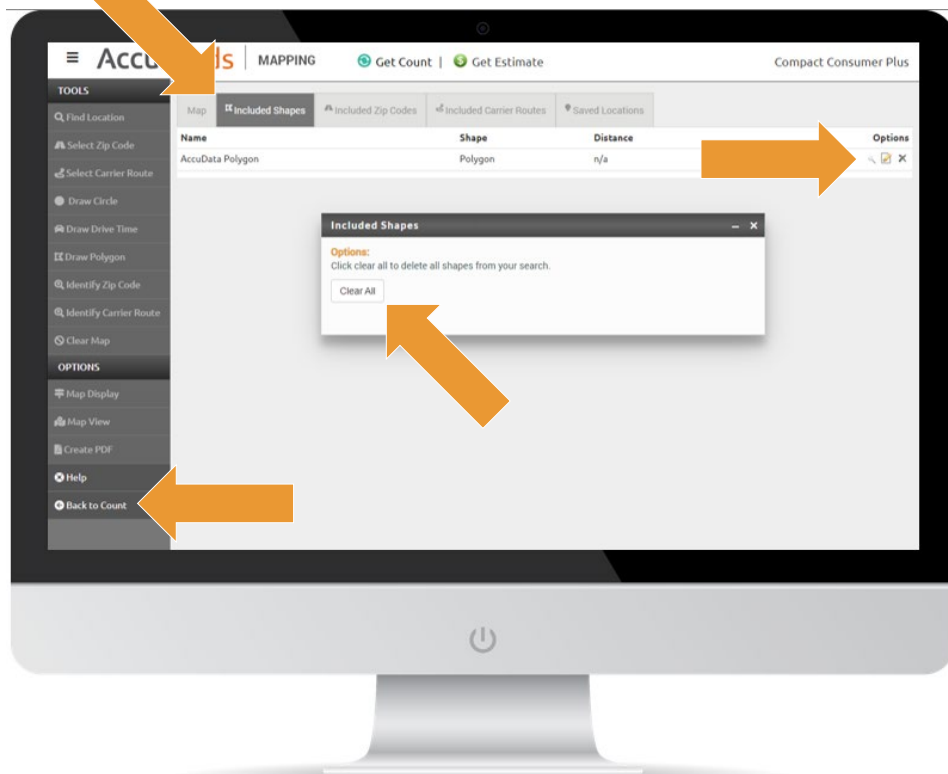 Accu ds MAPPING Get Count | Get Estimate Compact Consumer Plus
TOOLS
Find Location
Select Zip Code
Select Carrier Route
Draw Circle
Draw Drive Time
Draw Polygon
Identify Zip Code
Identify Carrier Route
Clear Map
OPTIONS
Map Display
Map View
Create PDF
Help
Back to Count
Map Included Shapes Included Zip Codes Included Carrier Routes Saved Locations
Name Shape Distance Options
AccuData Polygon Polygon n/a
Included Shapes
Options:
Click clear all to delete all shapes from your search.
Clear All